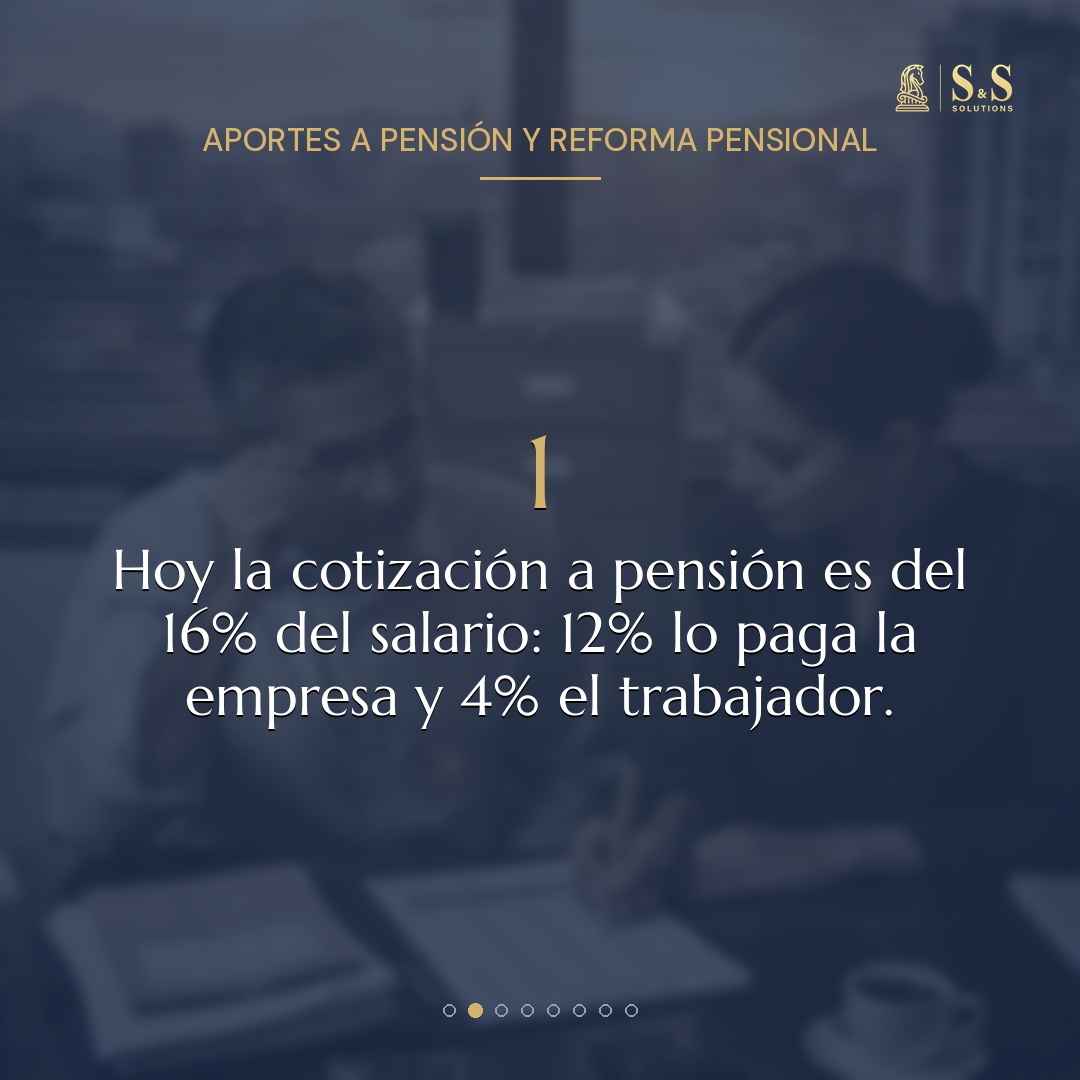 S&S
SOLUTIONS
APORTES A PENSIÓN Y REFORMA PENSIONAL
1
Hoy la cotización a pensión es del
16% del salario: 12% lo paga la
empresa y 4% el trabajador.